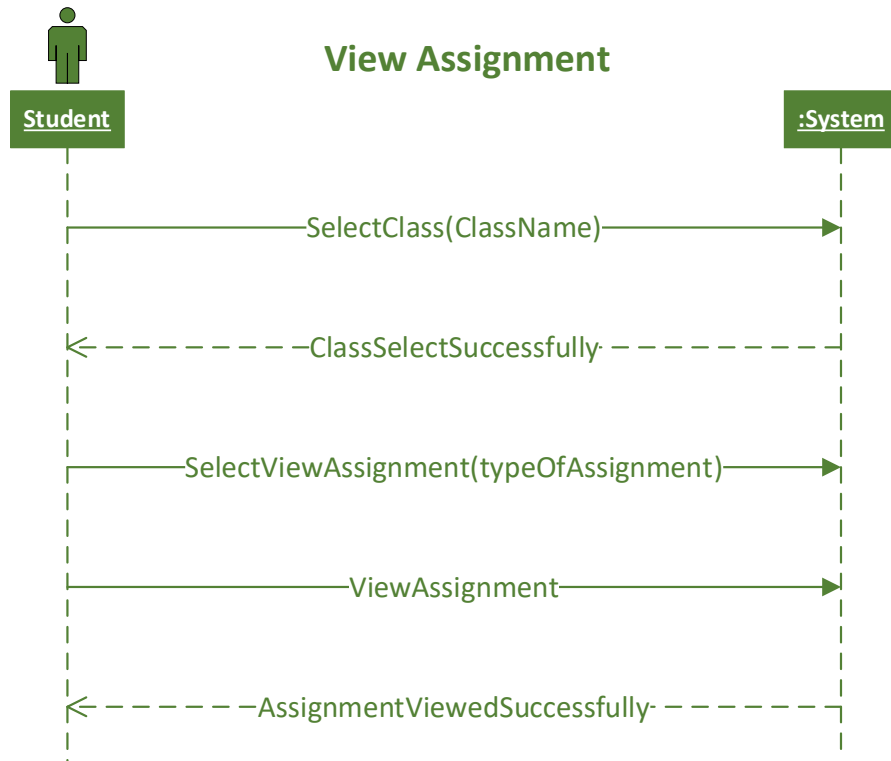 View Assignment
Student
:System
SelectClass(ClassName)
ClassSelectSuccessfully
SelectViewAssignment(typeOfAssignment)
ViewAssignment
AssignmentViewedSuccessfully